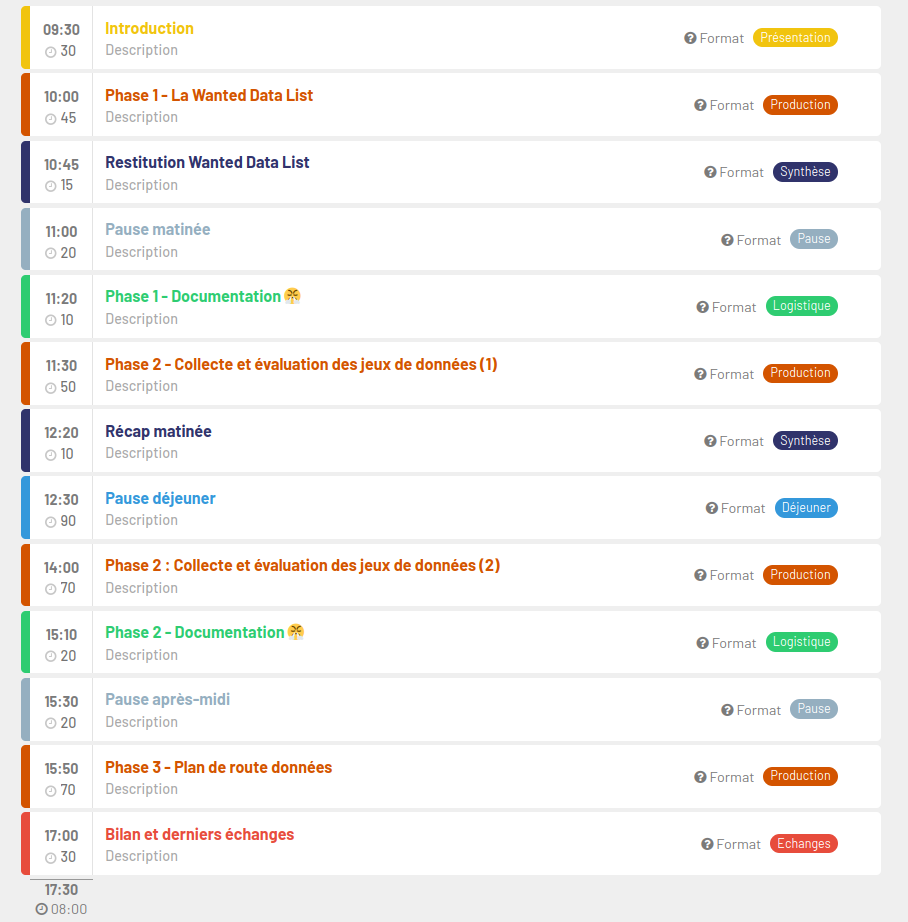 09:30
30
Introduction
Description
Format Présentation
10:00
45
Phase 1 - La Wanted Data List
Description
Format Production
10:45
15
Restitution Wanted Data List
Description
Format Synthèse
11:00
20
Pause matinée
Description
Format Pause
11:20
10
Phase 1 - Documentation 😤
Description
Format Logistique
11:30
50
Phase 2 - Collecte et évaluation des jeux de données (1)
Description
Format Production
12:20
10
Récap matinée
Description
Format Synthèse
12:30
90
Pause déjeuner
Description
Format Déjeuner
14:00
70
Phase 2 : Collecte et évaluation des jeux de données (2)
Description
Format Production
15:10
20
Phase 2 - Documentation 😤
Description
Format Logistique
15:30
20
Pause après-midi
Description
Format Pause
15:50
70
Phase 3 - Plan de route données
Description
Format Production
17:00
30
Bilan et derniers échanges
Description
Format Echanges
17:30
08:00